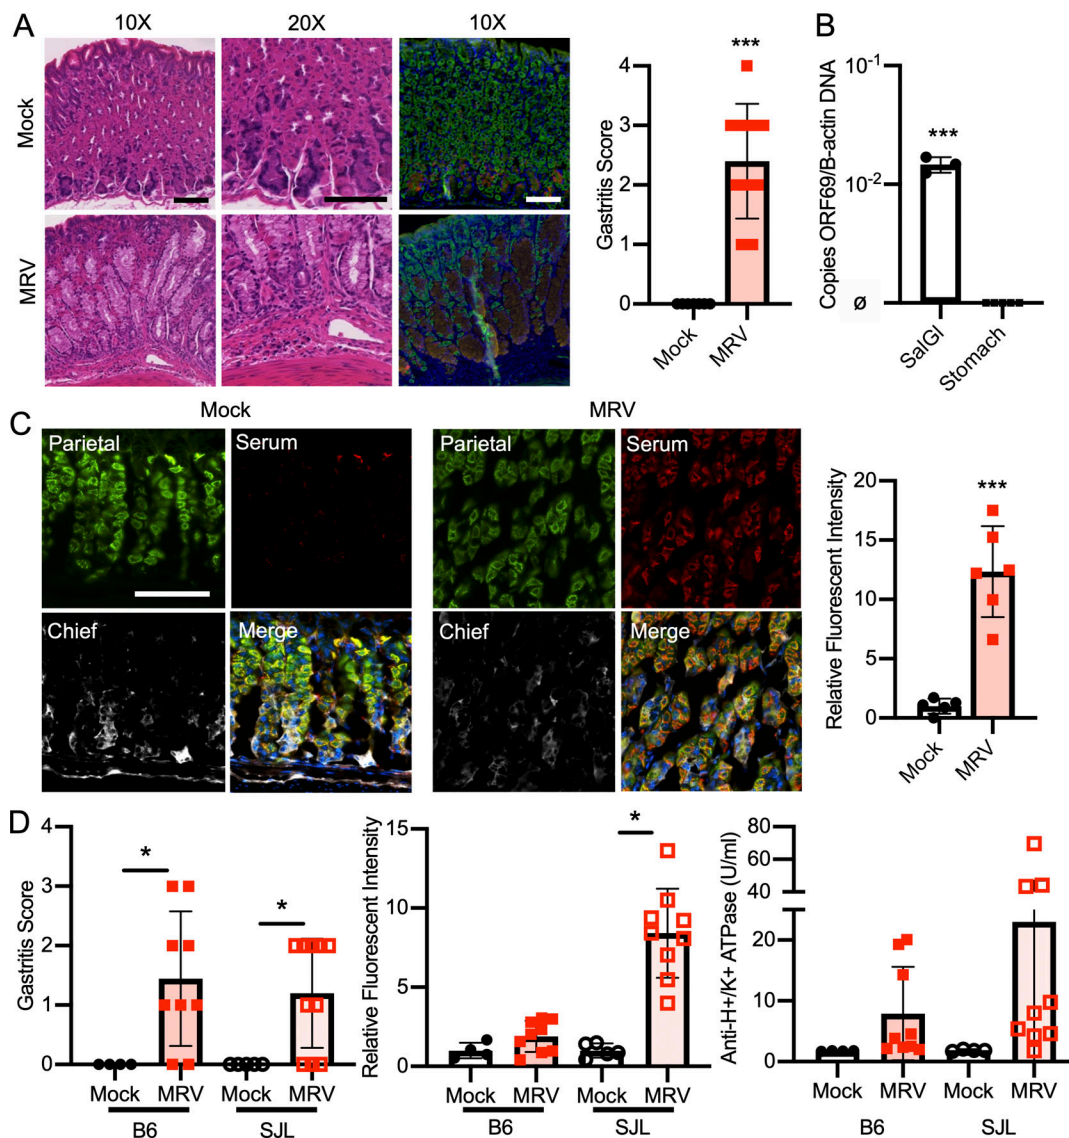 A
10X
20X
10X
Mock
MRV
Gastritis Score
4
3
2
1
0
***
Mock
MRV
B
Copies ORF69/B-actin DNA
10-1
10-2
ø
***
SalGl
Stomach
C
Mock
MRV
Parietal
Serum
Chief
Merge
Parietal
Serum
Chief
Merge
Relative Fluorescent Intensity
20
15
10
5
0
***
Mock
MRV
D
Gastritis Score
4
3
2
1
0
*
*
Mock
MRV
Mock
MRV
B6
SJL
Relative Fluorescent Intensity
15
10
5
0
*
Mock
MRV
Mock
MRV
B6
SJL
Anti-H+/K+ ATPase (U/ml)
80
60
40
20
10
0
Mock
MRV
Mock
MRV
B6
SJL